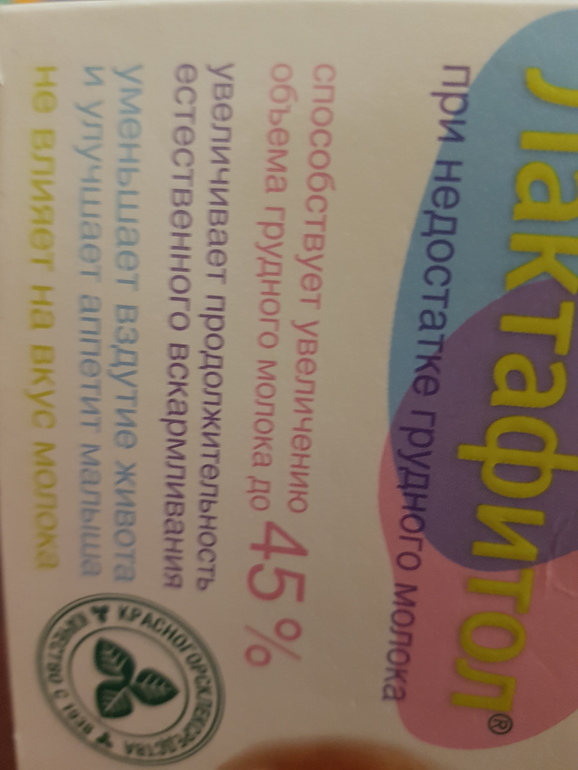 Лактафитол®
при недостатке грудного молока
способствует увеличению
объема грудного молока до 45%
увеличивает продолжительность
естественного вскармливания
уменьшает вздутие живота
и улучшает аппетит малыша
не влияет на вкус молока
КРАСНОГОРСКЛЕКСРЕДСТВА
КАЧЕСТВО С